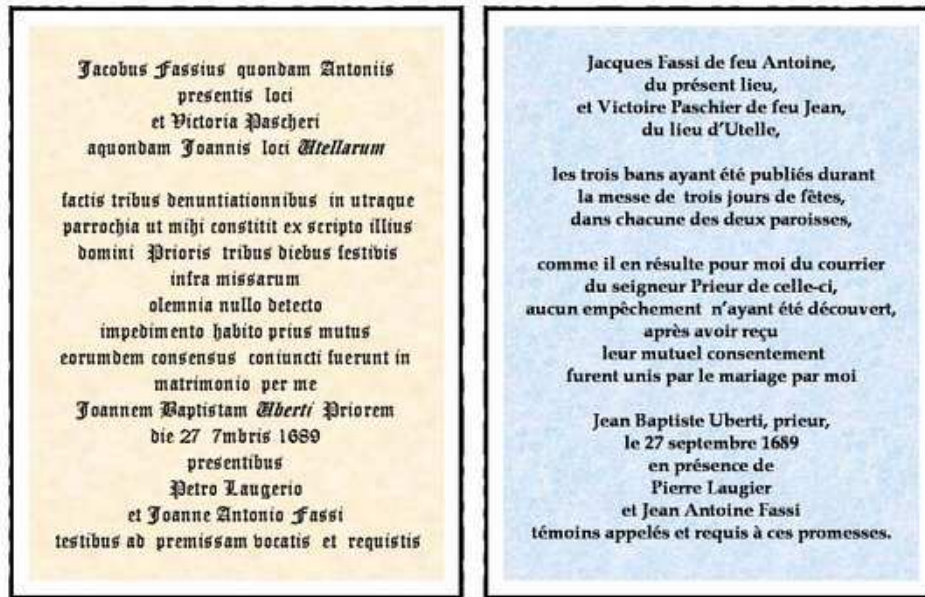 Jacobus Fassius quondam Antoniis
presentis loci
et Victoria Pascheri
aquondam Joannis loci Utellarum
factis tribus denuntiationnibus in utraque
parrochia ut mihi constitit ex scripto illius
domini Prioris tribus diebus festivis
infra missarum
olemnia nullo detecto
impedimento habito prius mutus
eorumdem consensus coniuncti fuerunt in
matrimonio per me
Joannem Baptistam Uberti Priorem
die 27 7mbris 1689
presentibus
Petro Laugerio
et Joanne Antonio Fassi
testibus ad premissam vocatis et requistis
Jacques Fassi de feu Antoine,
du présent lieu,
et Victoire Paschier de feu Jean,
du lieu d'Utelle,
les trois bans ayant été publiés durant
la messe de trois jours de fêtes,
dans chacune des deux paroisses,
comme il en résulte pour moi du courrier
du seigneur Prieur de celle-ci,
aucun empêchement n'ayant été découvert,
après avoir reçu
leur mutuel consentement
furent unis par le mariage par moi
Jean Baptiste Uberti, prieur,
le 27 septembre 1689
en présence de
Pierre Laugier
et Jean Antoine Fassi
témoins appelés et requis à ces promesses.